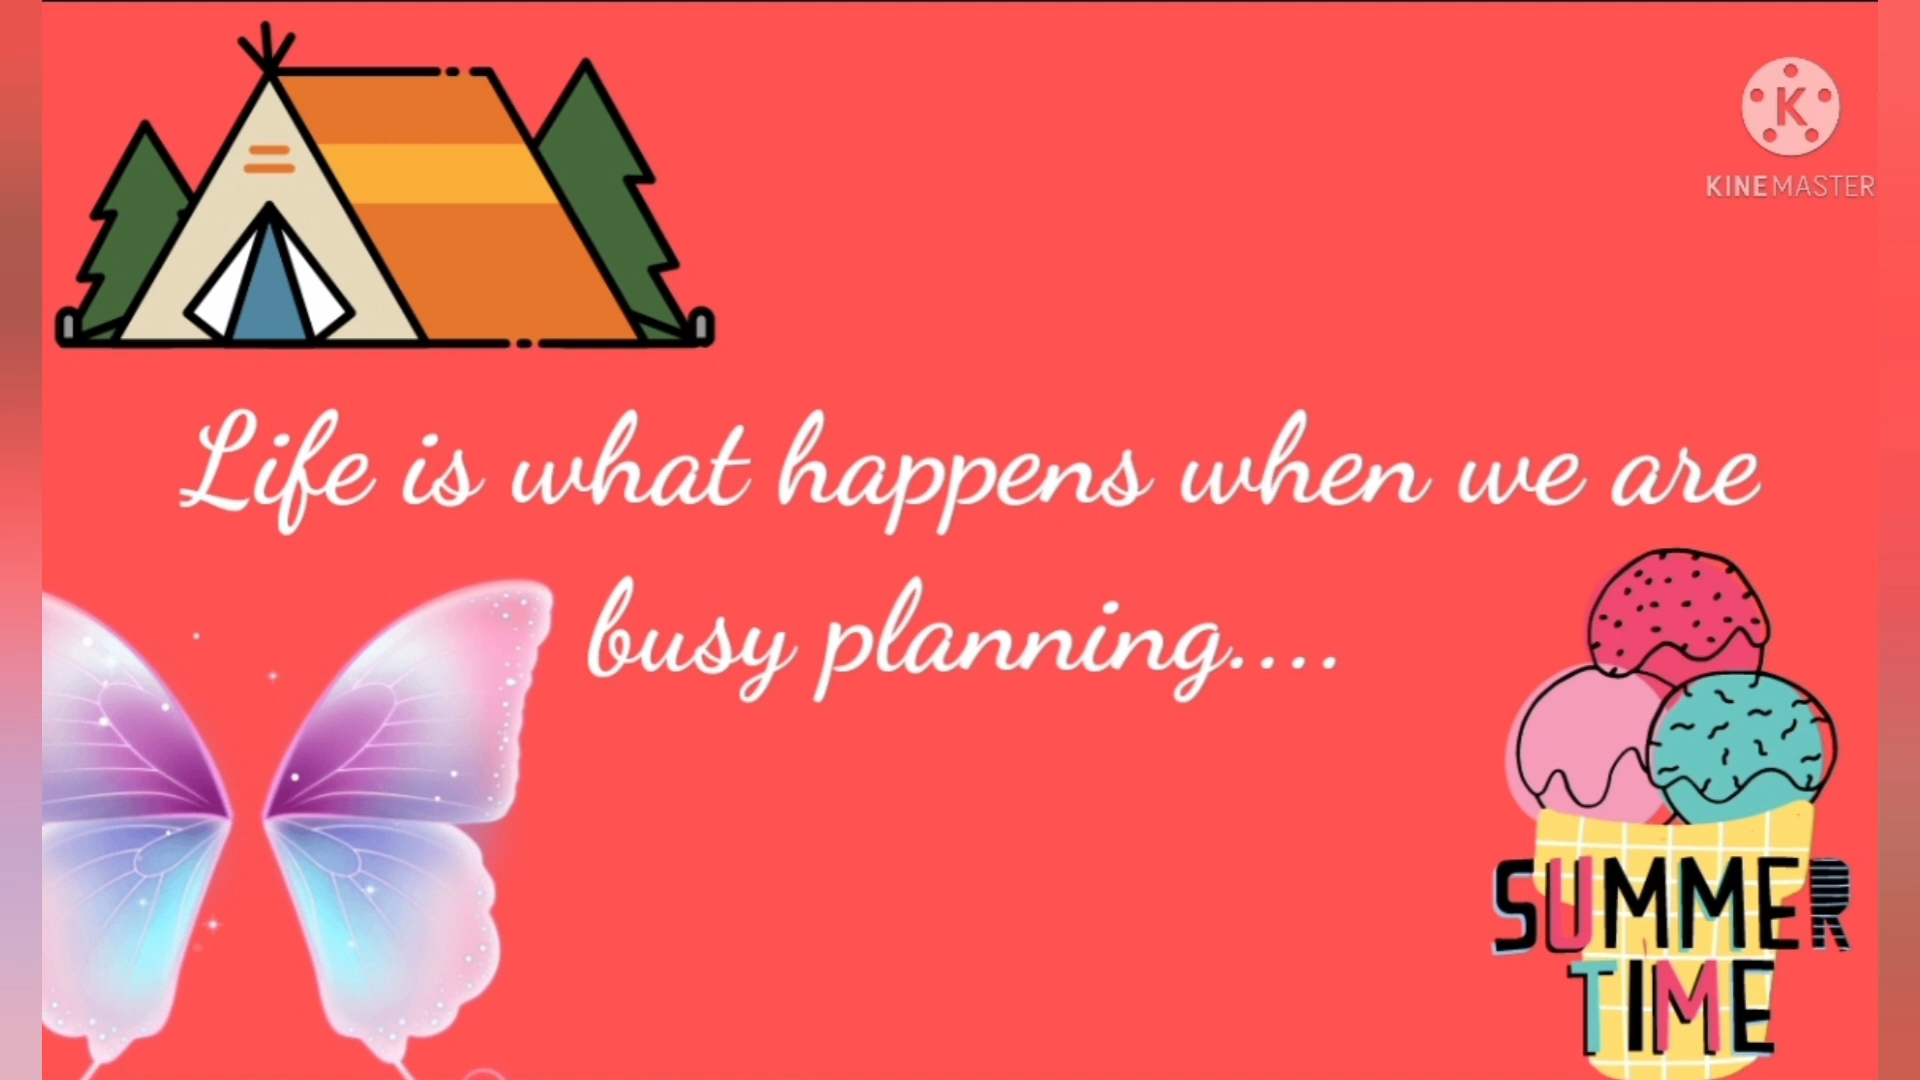 K
KINEMASTER
Life is what happens when we are
busy planning....
SUMMER
TIME